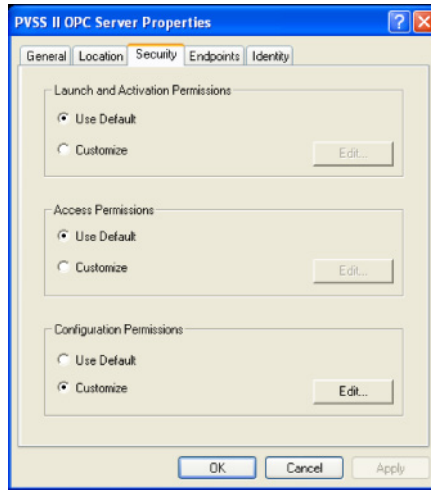 PVSS II OPC Server Properties
General Location Security Endpoints Identity
Launch and Activation Permissions
Use Default
Customize
Edit...
Access Permissions
Use Default
Customize
Edit...
Configuration Permissions
Use Default
Customize
Edit...
OK Cancel Apply